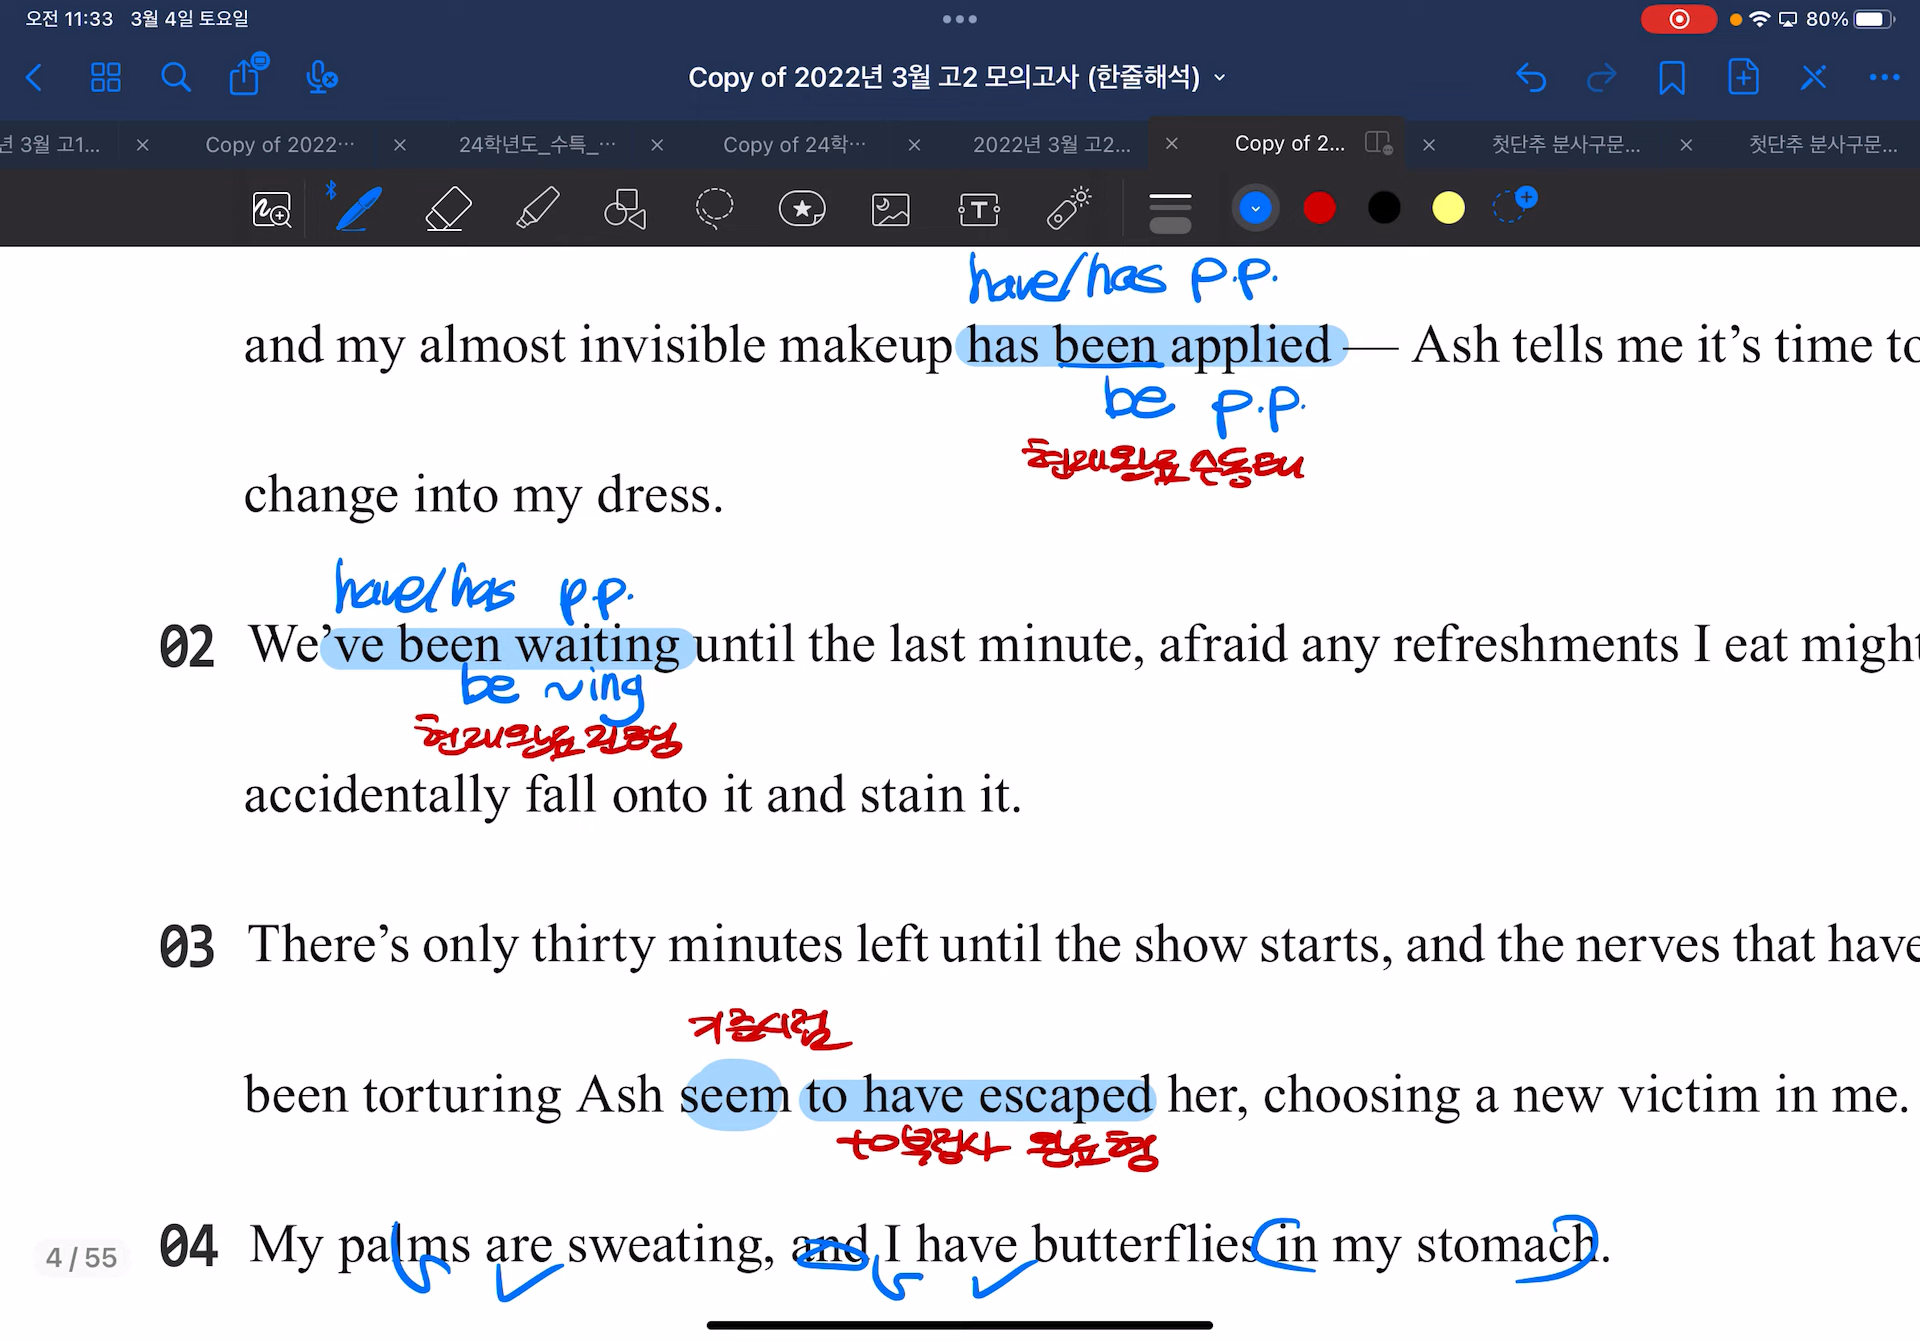 오전 11:33 3월 4일 토요일
80%
Copy of 2022년 3월 고2 모의고사 (한줄해석)
년 3월 고1...
Copy of 2022...
24학년도_수특_...
Copy of 24학...
2022년 3월 고2...
Copy of 2...
첫단추 분사구문...
첫단추 분사구문...
have/has p.p.
and my almost invisible makeup has been applied — Ash tells me it's time to
be p.p.
현재완료 수동태
change into my dress.
have/has p.p.
02 We've been waiting until the last minute, afraid any refreshments I eat might
be ~ing
현재완료 진행형
accidentally fall onto it and stain it.
03 There's only thirty minutes left until the show starts, and the nerves that have
기준시점
been torturing Ash seem to have escaped her, choosing a new victim in me.
to부정사 완료형
04 My palms are sweating, and I have butterflies in my stomach.
4 / 55